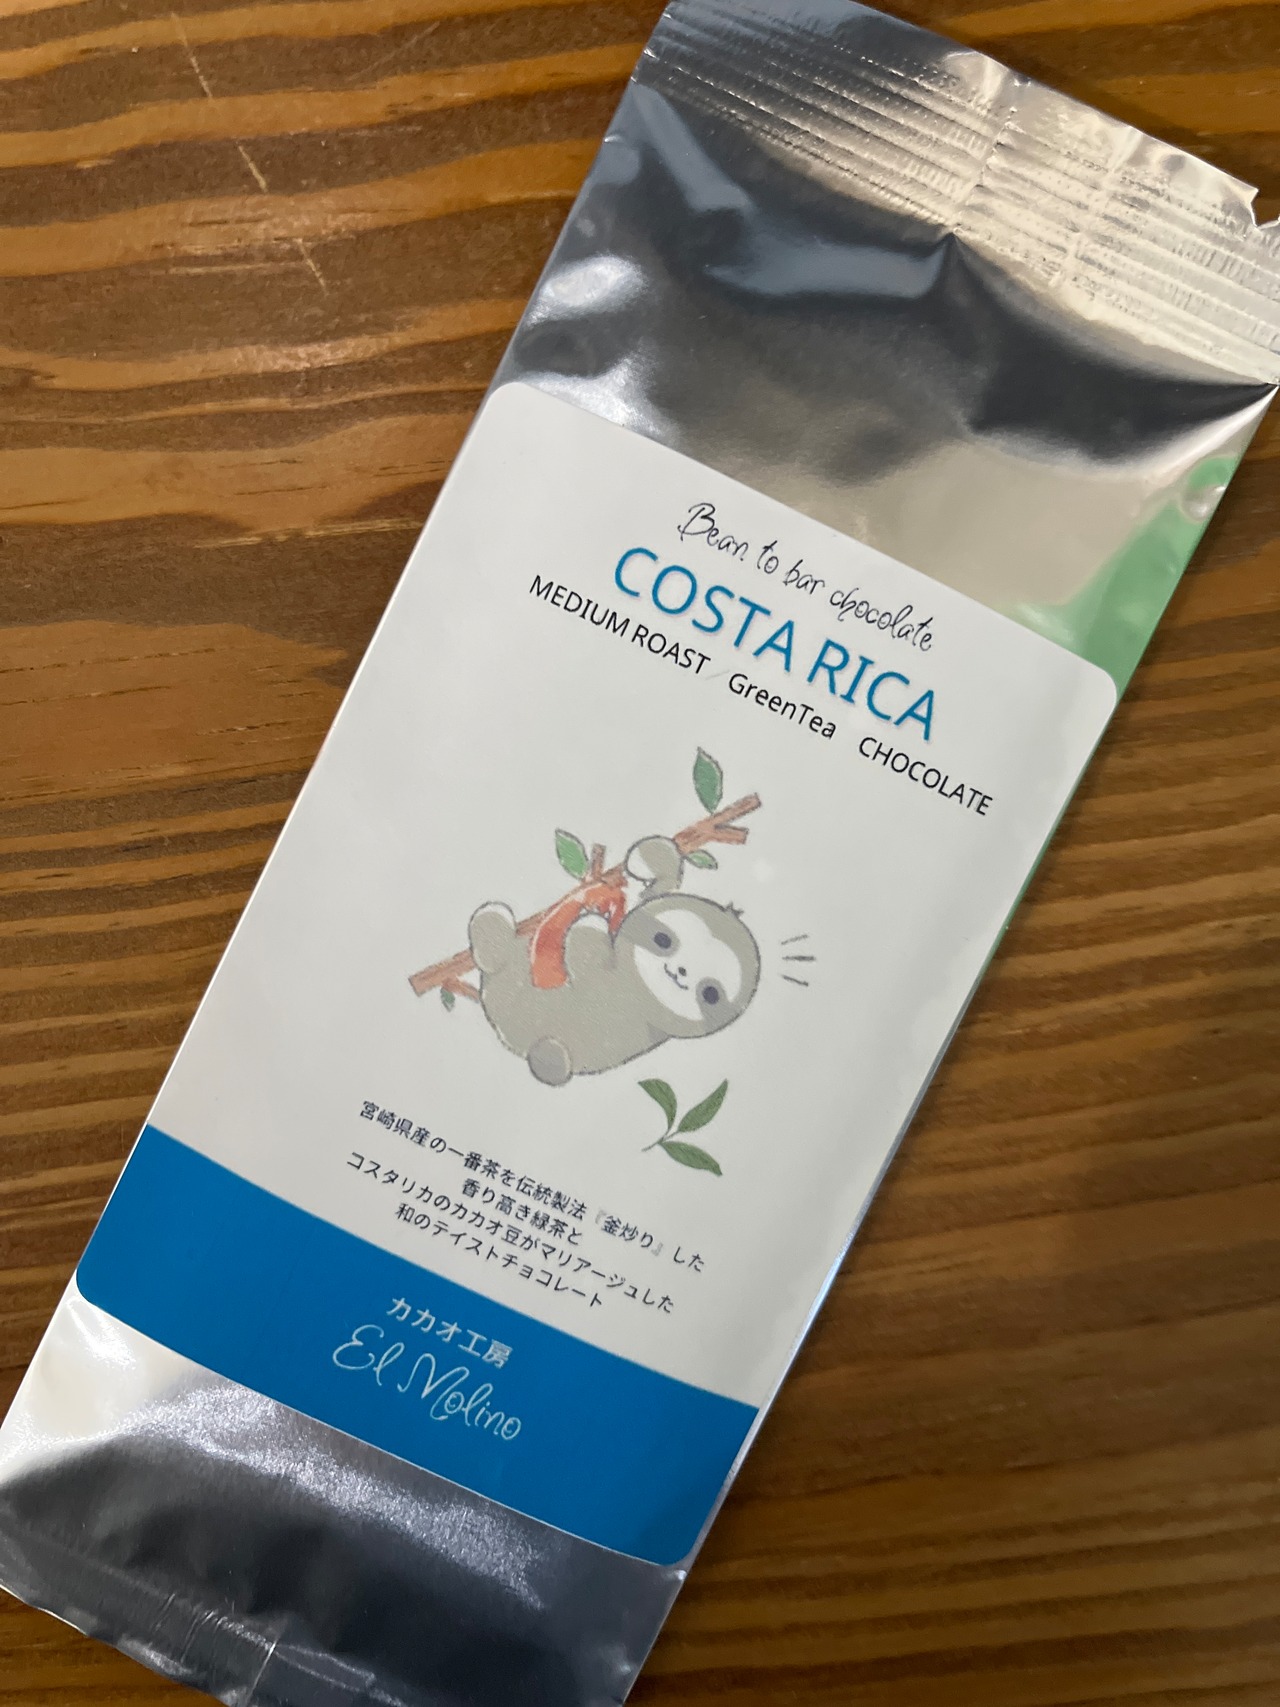 Bean to bar chocolate
COSTA RICA
MEDIUM ROAST GreenTea CHOCOLATE
宮崎県産の一番茶を伝統製法『釜炒り』した
香り高き緑茶と
コスタリカのカカオ豆がマリアージュした
和のテイストチョコレート
カカオ工房
El Molino